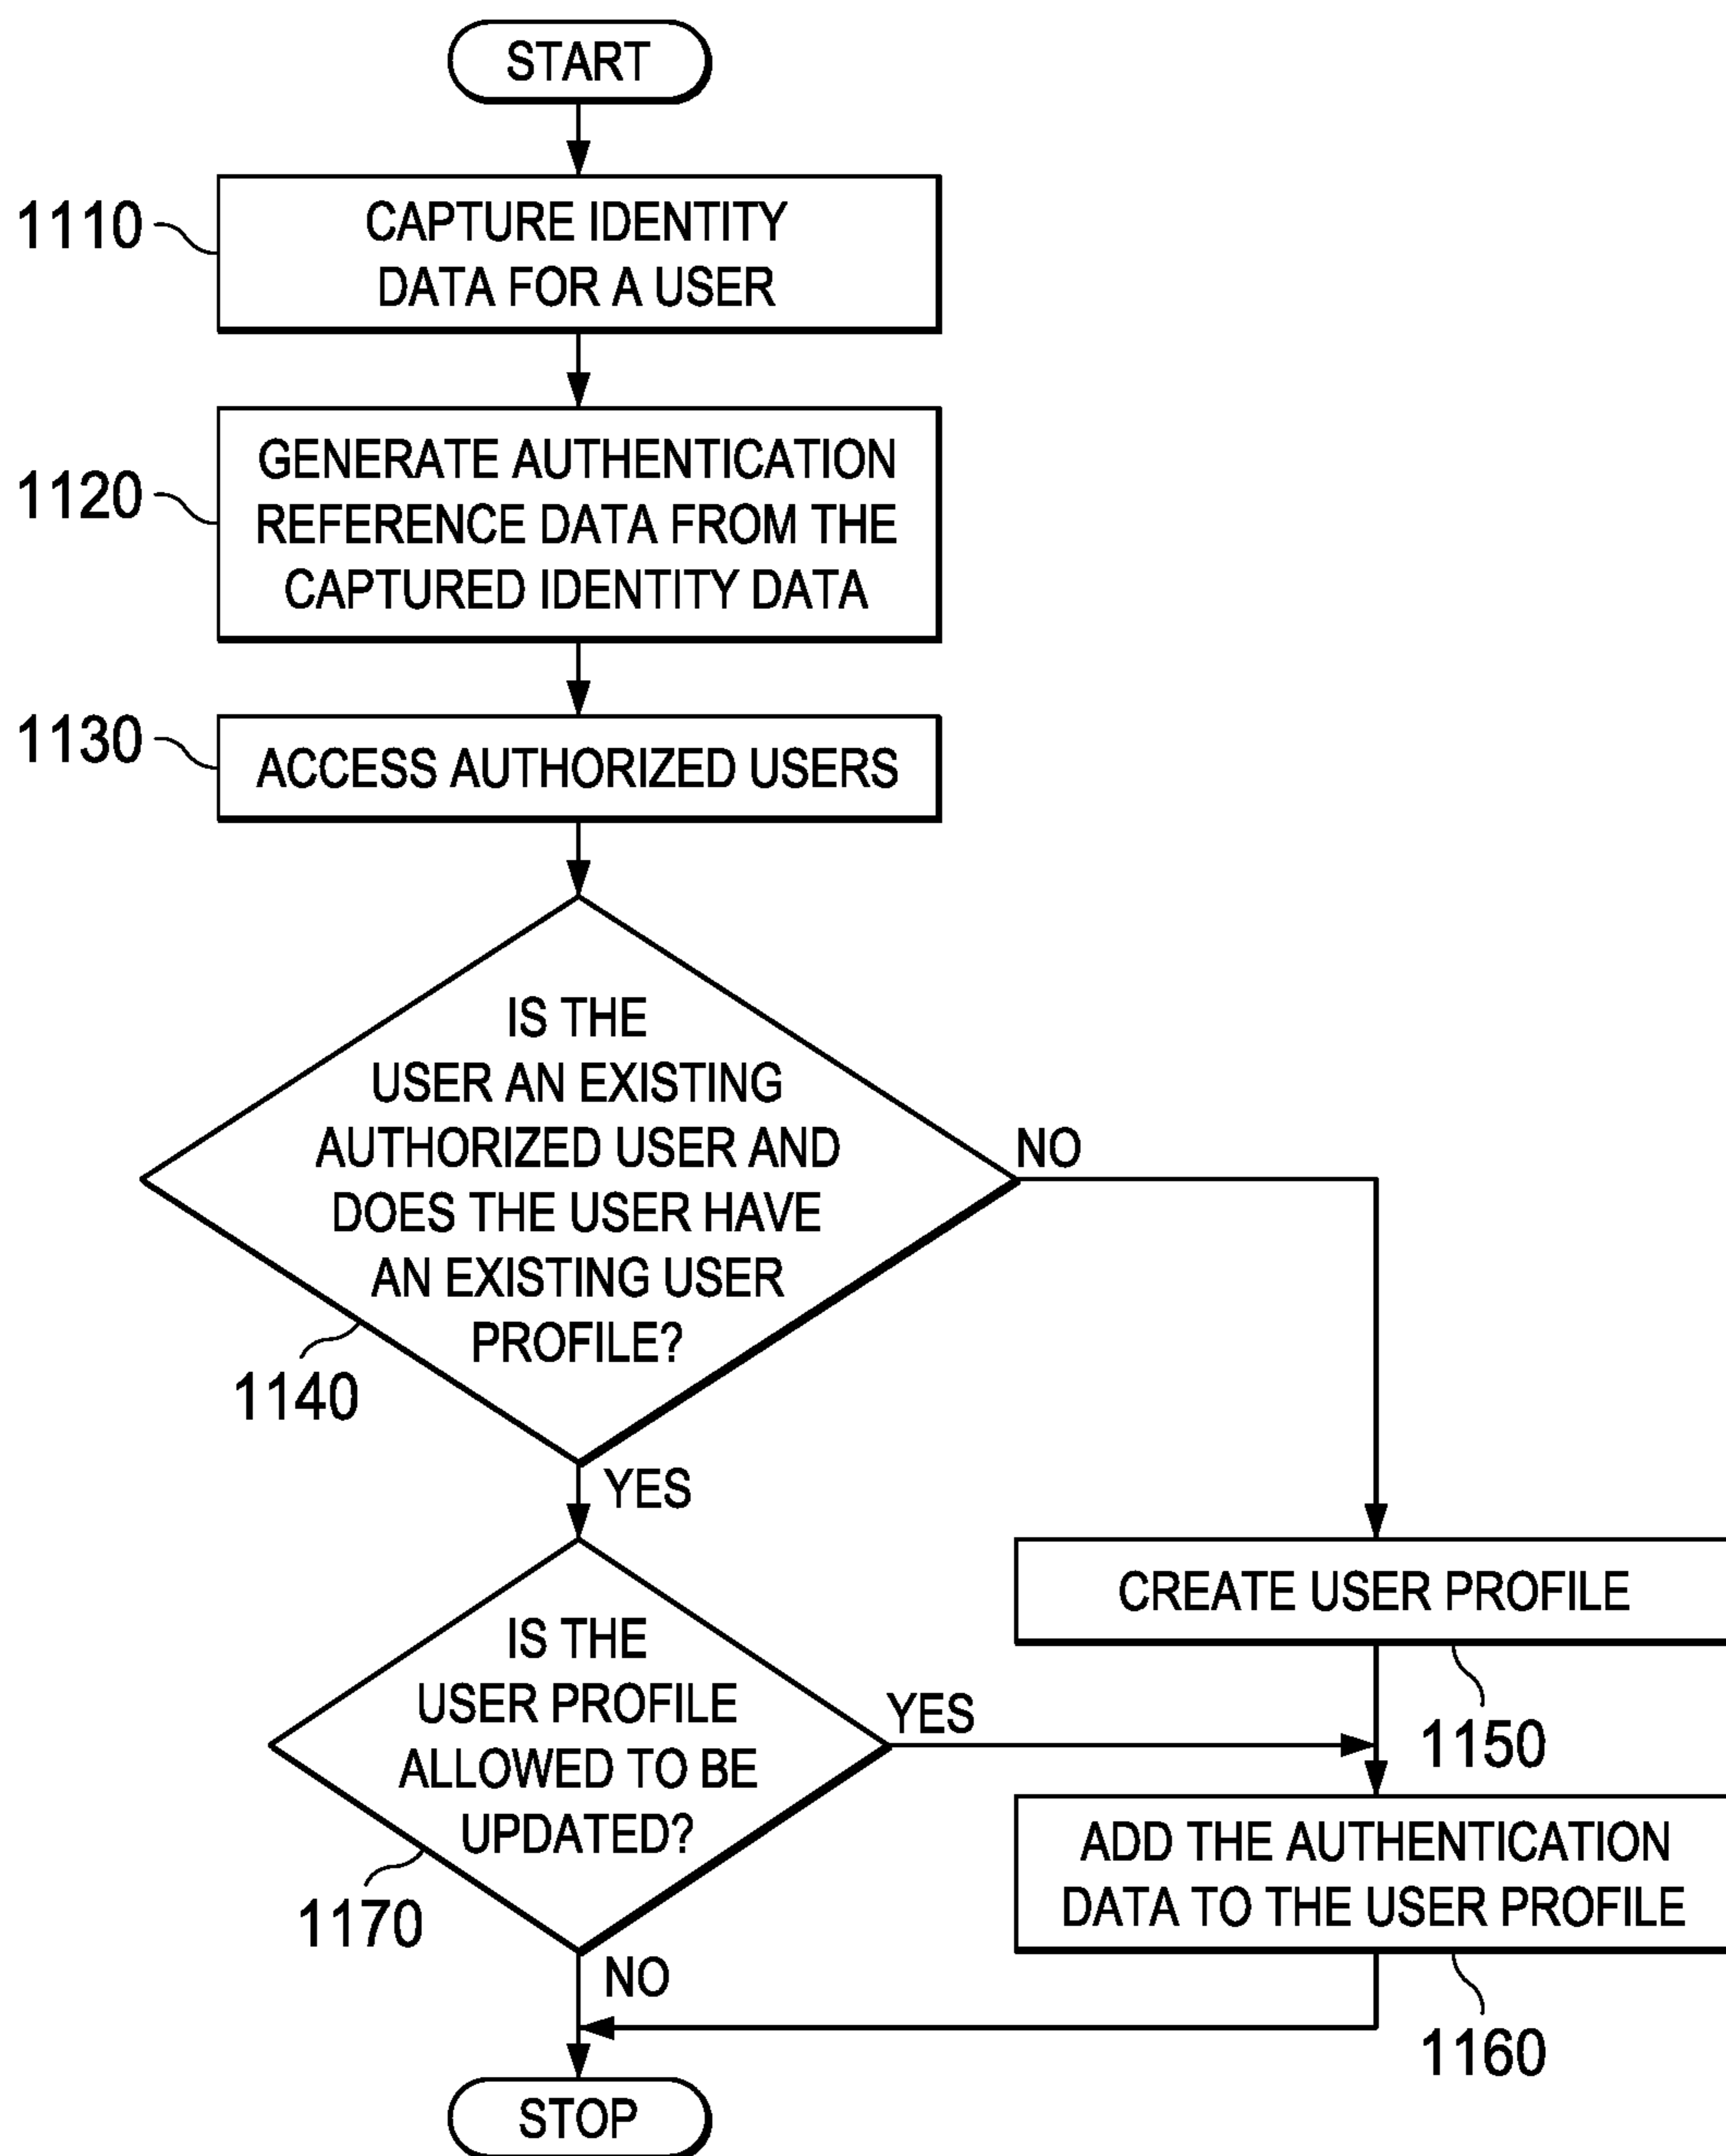 START
1110
CAPTURE IDENTITY
DATA FOR A USER
1120
GENERATE AUTHENTICATION
REFERENCE DATA FROM THE
CAPTURED IDENTITY DATA
1130
ACCESS AUTHORIZED USERS
IS THE
USER AN EXISTING
AUTHORIZED USER AND
DOES THE USER HAVE
AN EXISTING USER
PROFILE?
1140
NO
YES
CREATE USER PROFILE
1150
IS THE
USER PROFILE
ALLOWED TO BE
UPDATED?
1170
YES
NO
ADD THE AUTHENTICATION
DATA TO THE USER PROFILE
1160
STOP